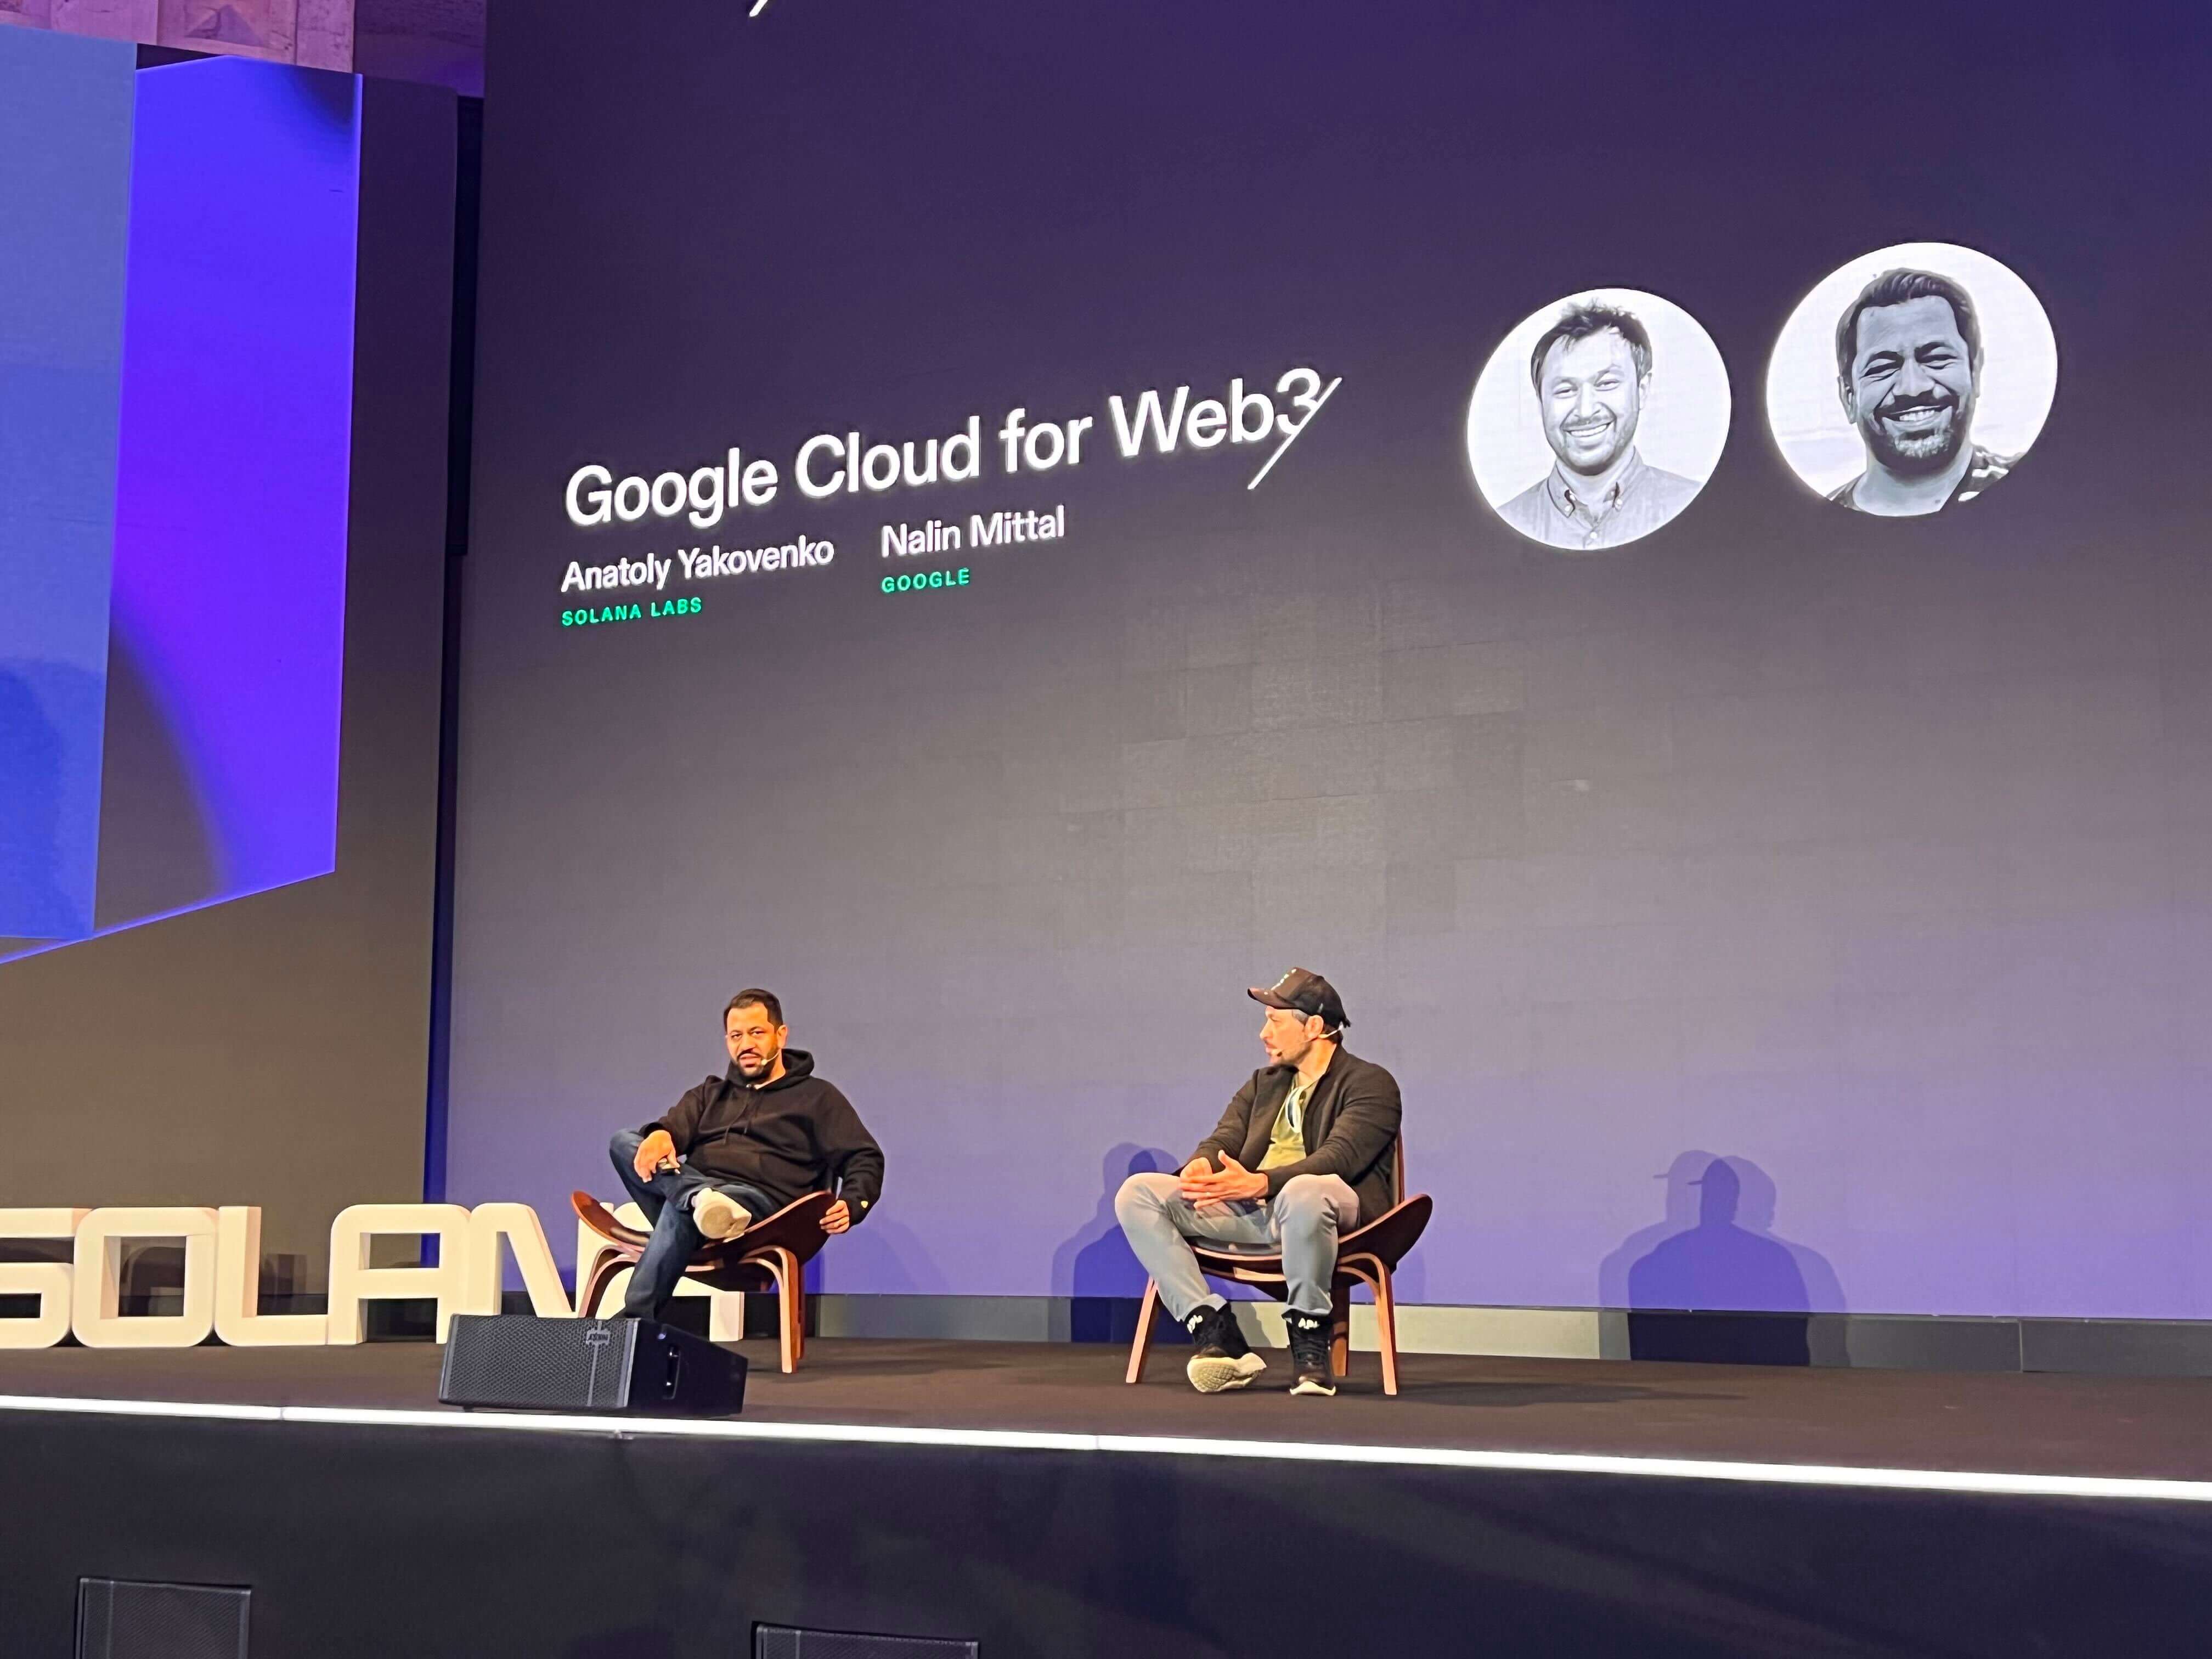 Google Cloud for Web3
Anatoly Yakovenko
SOLANA LABS
Nalin Mittal
GOOGLE
SOLANA